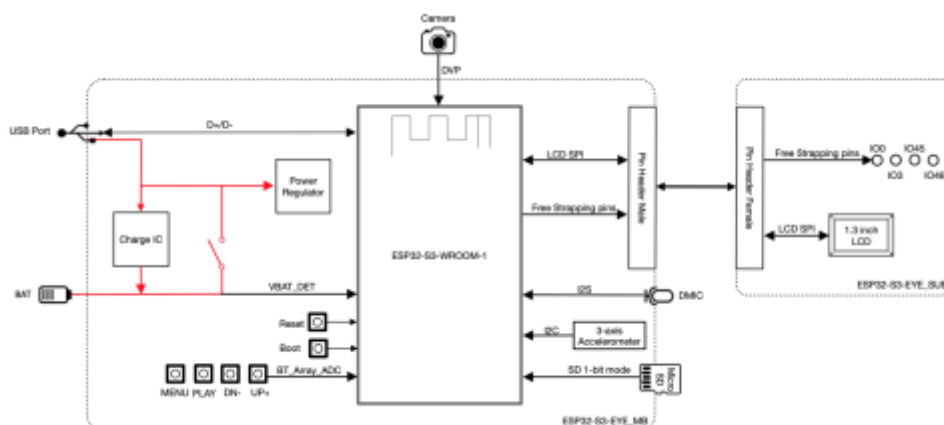 Camera
DVP
USB Port
D+/D-
Power
Regulator
Charge IC
BAT
VBAT_DET
Reset
Boot
BT_Array_ADC
MENU
PLAY
DN-
UP+
ESP32-S3-WROOM-1
LCD SPI
Free Strapping pins
Pin Header Male
I2S
DMIC
I2C
3-axis
Accelerometer
SD 1-bit mode
Micro
SD
ESP32-S3-EYE_MB
Pin Header Female
Free Strapping pins
IO0
IO45
IO3
IO46
LCD SPI
1.3 inch
LCD
ESP32-S3-EYE_SUB